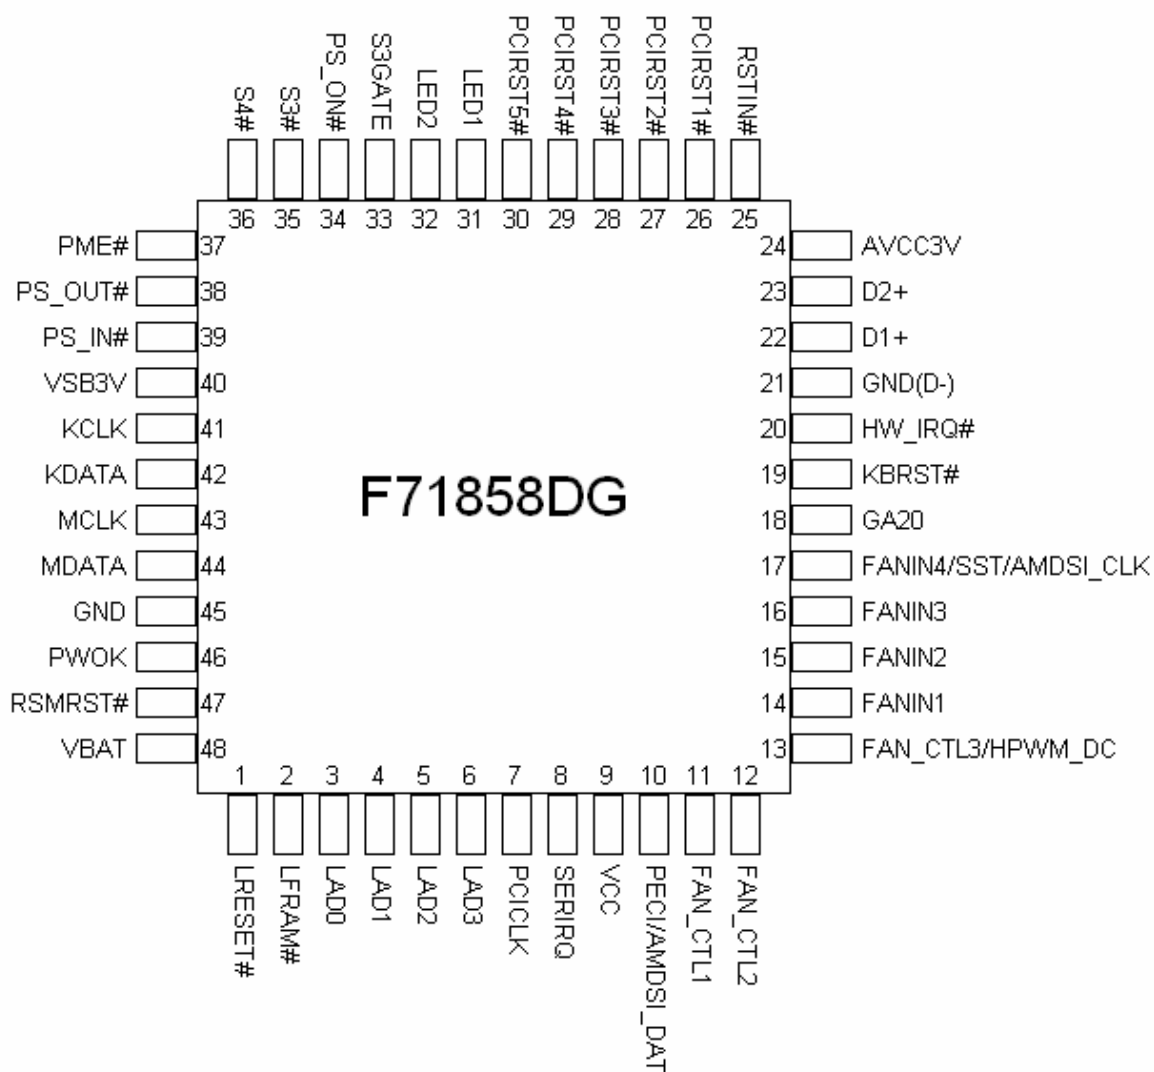 S4#
S3#
PS_ON#
S3GATE
LED2
LED1
PCIRST5#
PCIRST4#
PCIRST3#
PCIRST2#
PCIRST1#
RSTIN#
36 35 34 33 32 31 30 29 28 27 26 25
PME# 37
PS_OUT# 38
PS_IN# 39
VSB3V 40
KCLK 41
KDATA 42
MCLK 43
MDATA 44
GND 45
PWOK 46
RSMRST# 47
VBAT 48
F71858DG
24 AVCC3V
23 D2+
22 D1+
21 GND(D-)
20 HW_IRQ#
19 KBRST#
18 GA20
17 FANIN4/SST/AMDSI_CLK
16 FANIN3
15 FANIN2
14 FANIN1
13 FAN_CTL3/HPWM_DC
1 2 3 4 5 6 7 8 9 10 11 12
LRESET#
LFRAM#
LAD0
LAD1
LAD2
LAD3
PCICLK
SERIRQ
VCC
PECI/AMDSI_DAT
FAN_CTL1
FAN_CTL2